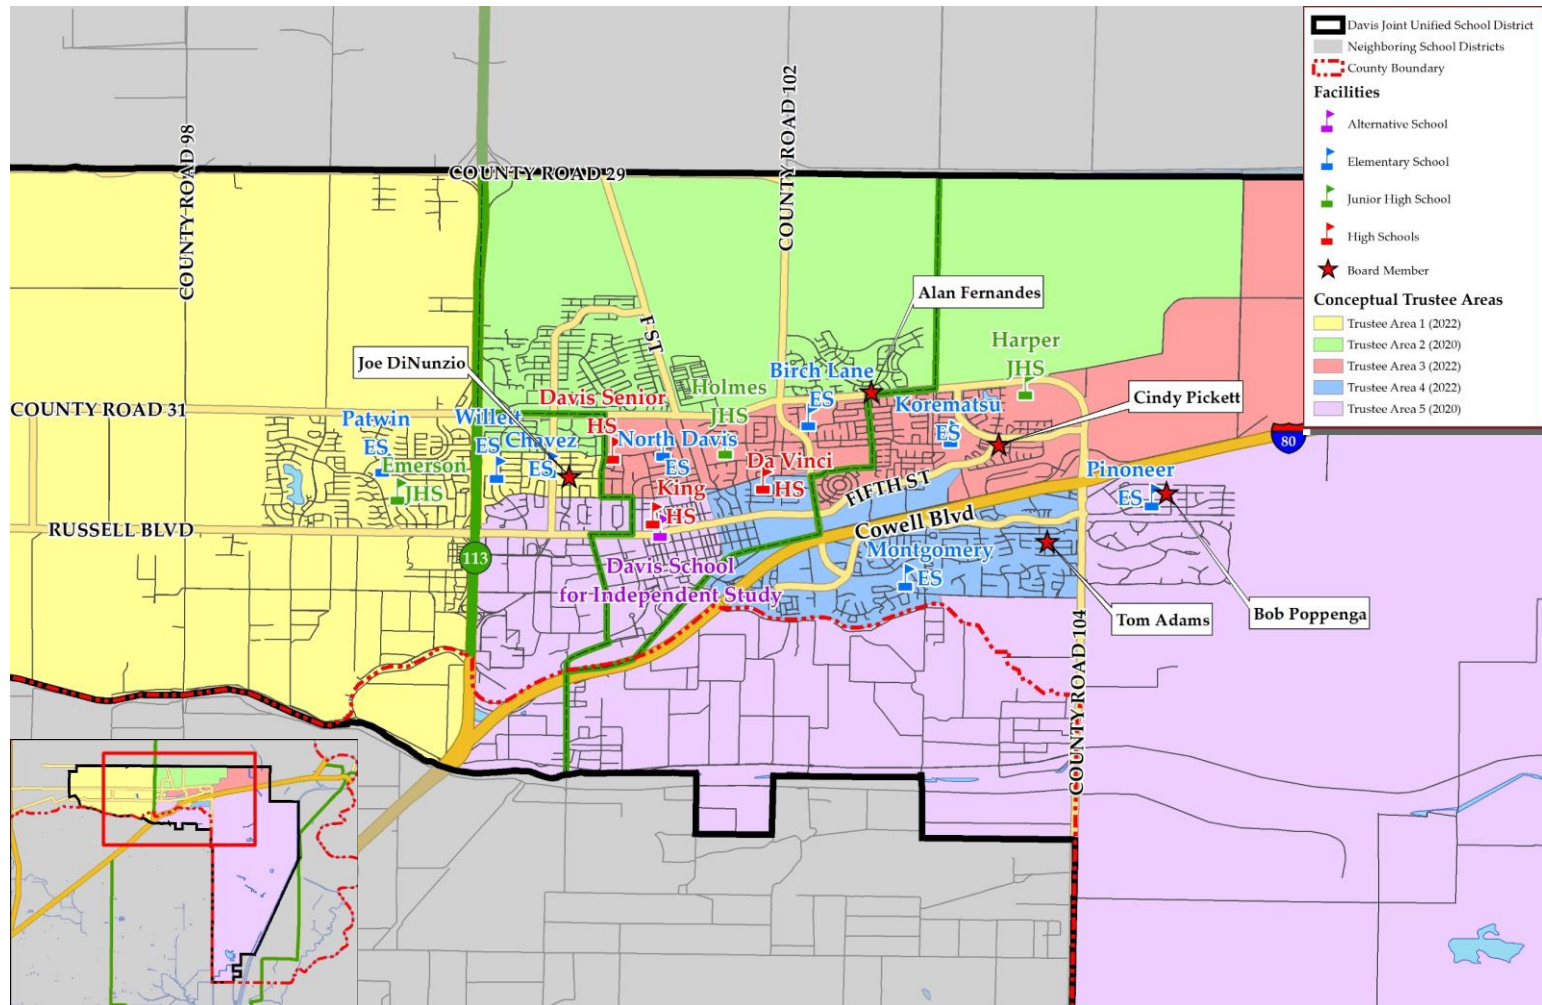 Davis Joint Unified School District
Neighboring School Districts
County Boundary
Facilities
Alternative School
Elementary School
Junior High School
High Schools
Board Member
Conceptual Trustee Areas
Trustee Area 1 (2022)
Trustee Area 2 (2020)
Trustee Area 3 (2022)
Trustee Area 4 (2022)
Trustee Area 5 (2020)
COUNTY ROAD 98
COUNTY ROAD 29
COUNTY ROAD 102
F ST
Alan Fernandes
Joe DiNunzio
Harper
JHS
Birch Lane
ES
Holmes
JHS
Cindy Pickett
COUNTY ROAD 31
Davis Senior
HS
Patwin
ES
Willett
ES
Chavez
ES
North Davis
ES
Korematsu
ES
80
Emerson
JHS
Da Vinci
HS
Pinoneer
ES
King
HS
FIFTH ST
Cowell Blvd
RUSSELL BLVD
113
Montgomery
ES
Davis School
for Independent Study
Tom Adams
Bob Poppenga
COUNTY ROAD 104